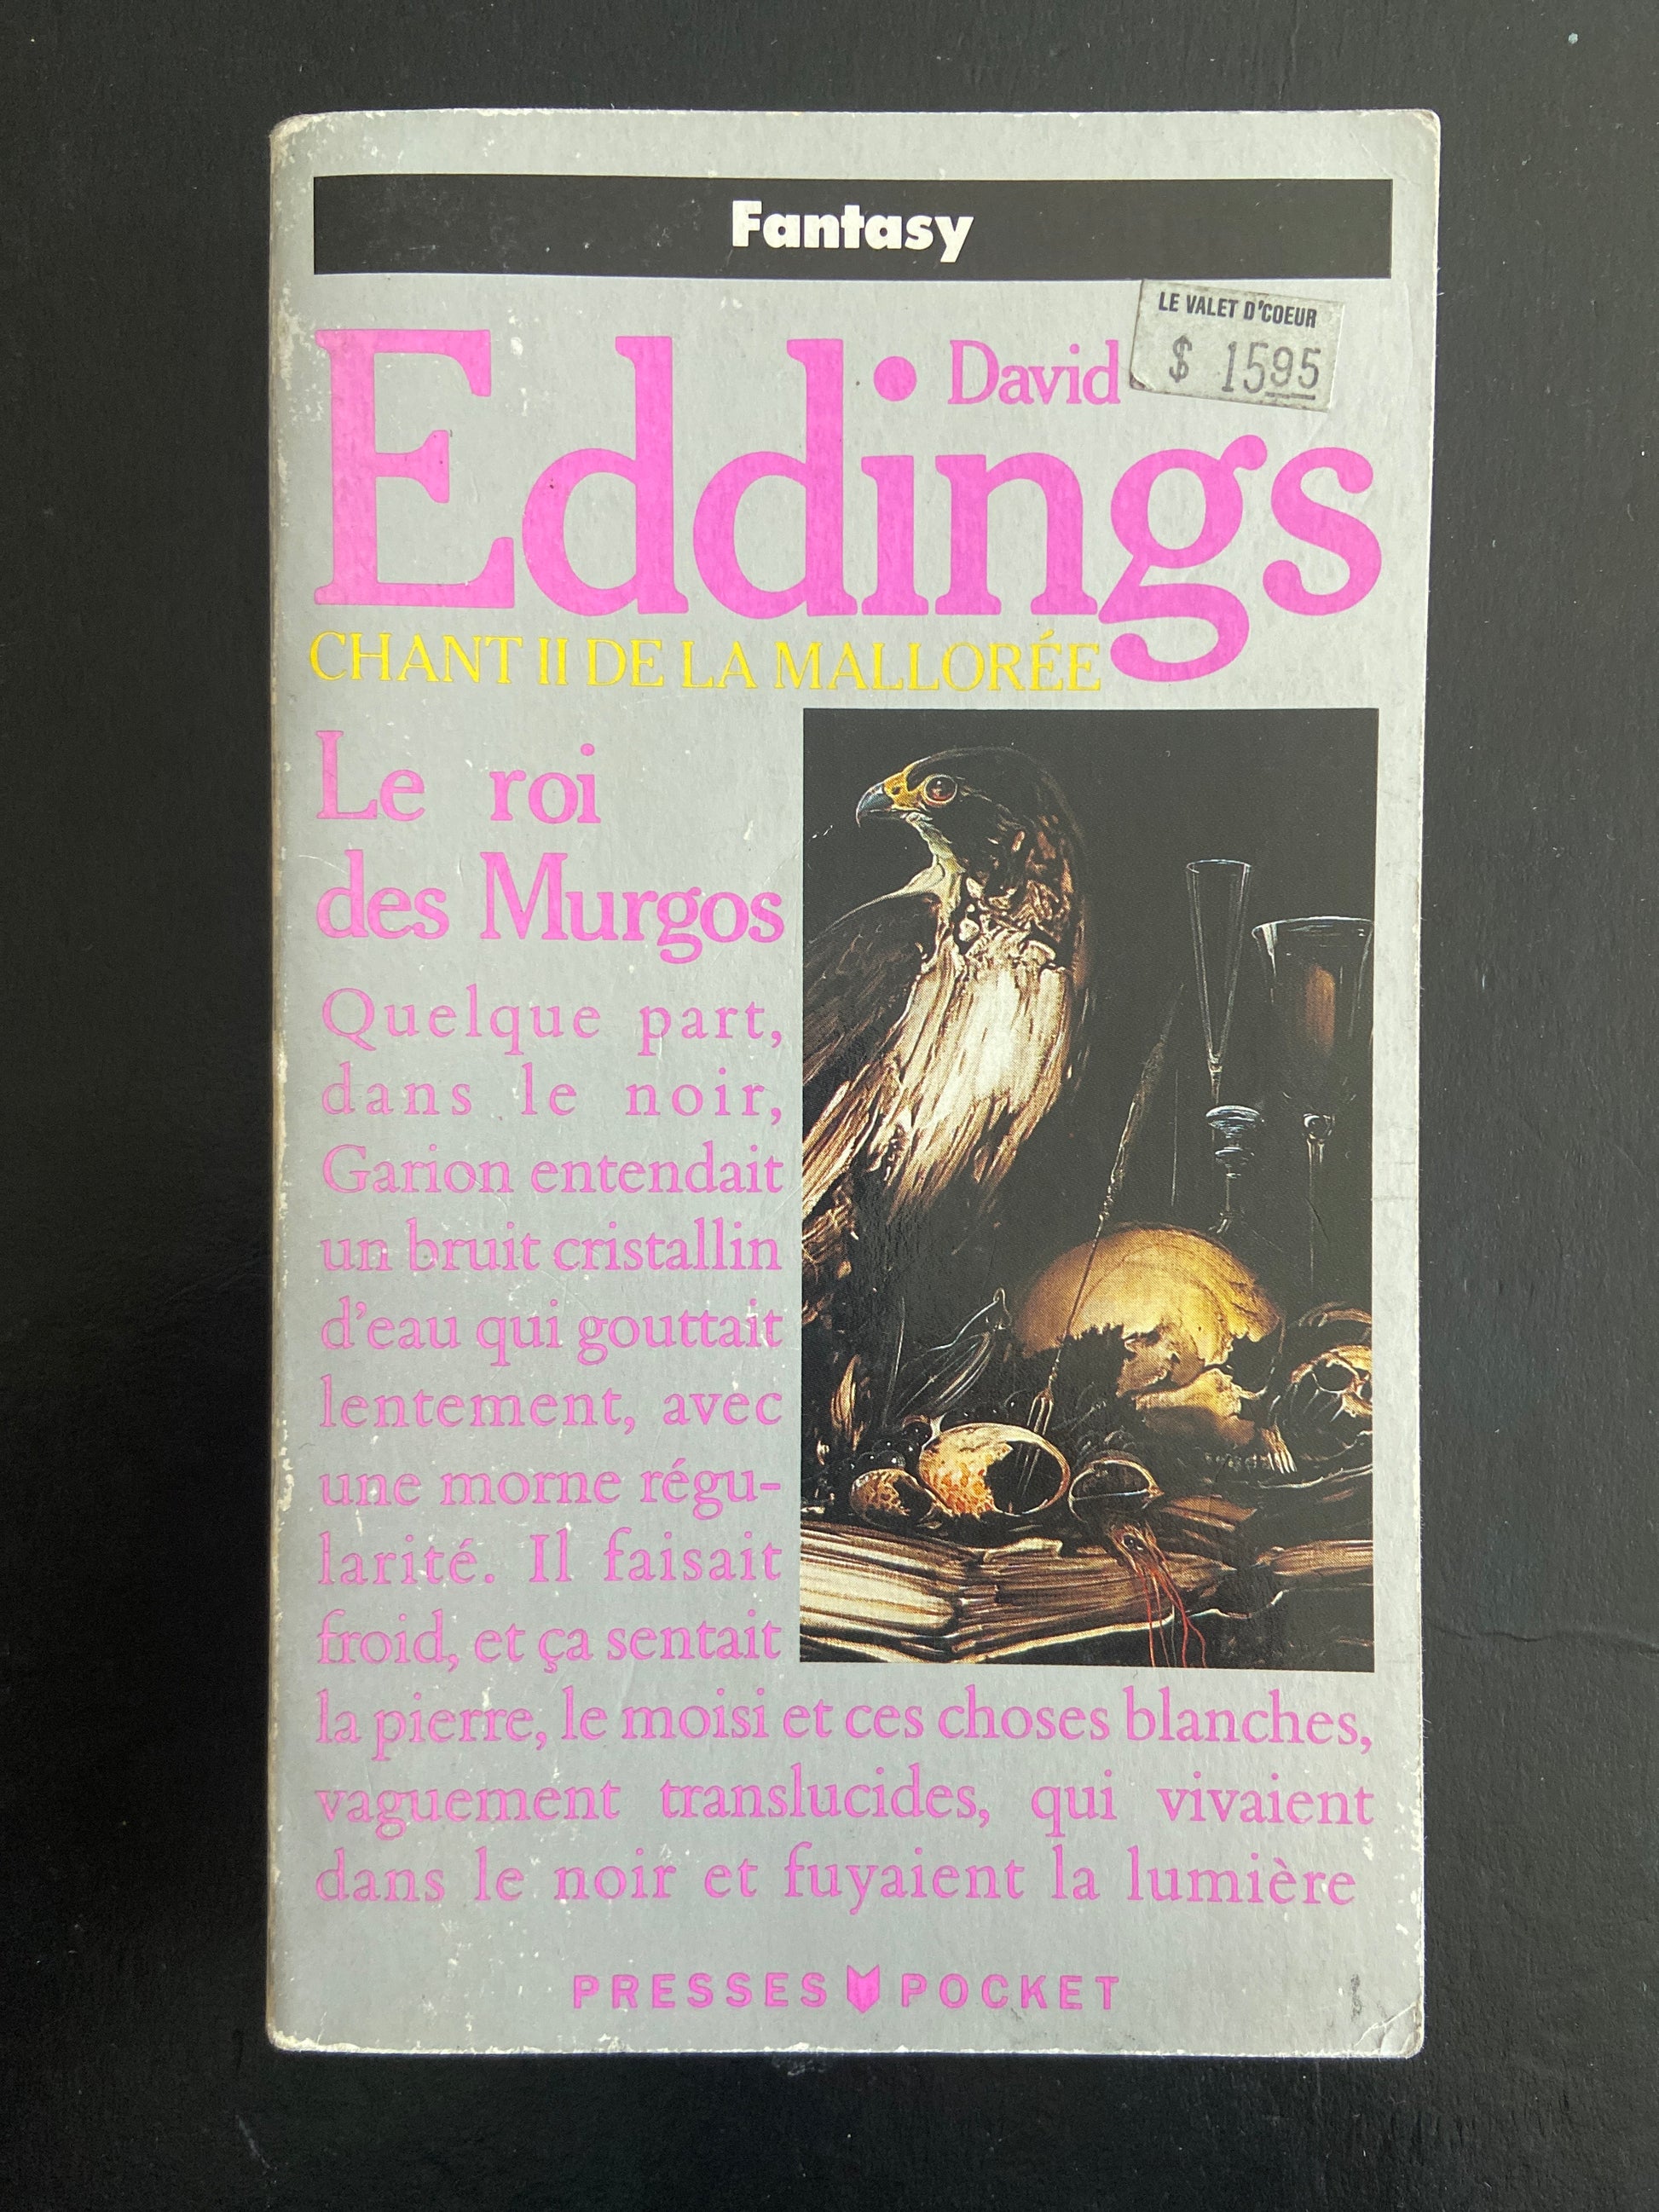 Fantasy
LE VALET D'COEUR
$ 1595
David
Eddings
CHANT II DE LA MALLORÉE
Le roi
des Murgos
Quelque part,
dans le noir,
Garion entendait
un bruit cristallin
d'eau qui gouttait
lentement, avec
une morne régu-
larité. Il faisait
froid, et ça sentait
la pierre, le moisi et ces choses blanches,
vaguement translucides, qui vivaient
dans le noir et fuyaient la lumière
PRESSES POCKET